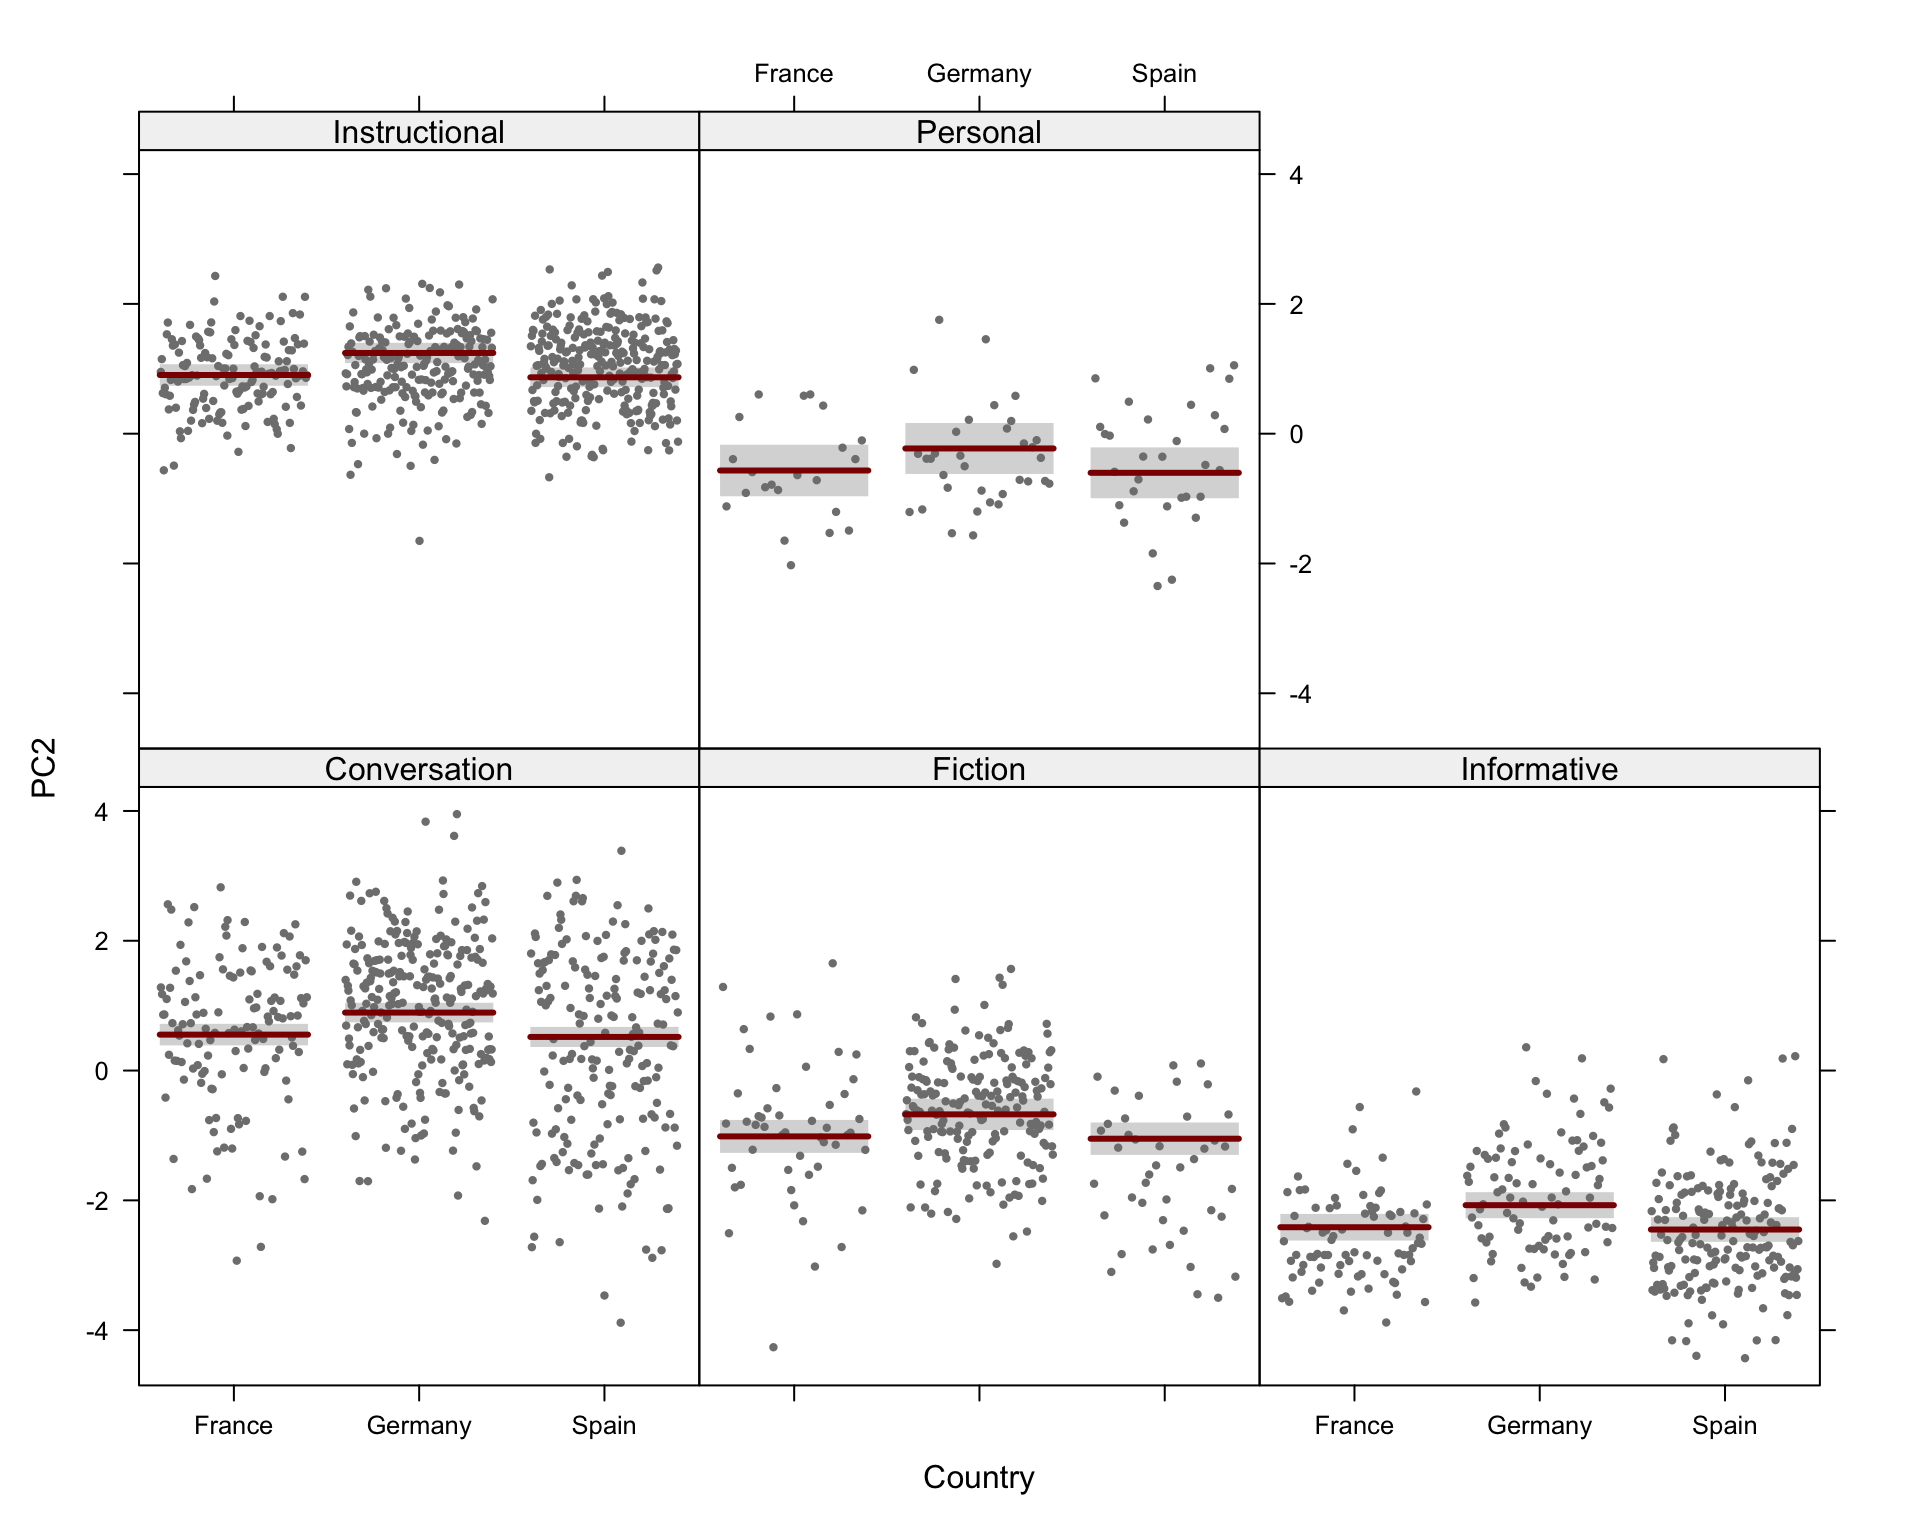 France Germany Spain
Instructional Personal
4
2
0
-2
-4
PC2
Conversation Fiction Informative
4
2
0
-2
-4
France Germany Spain France Germany Spain
Country